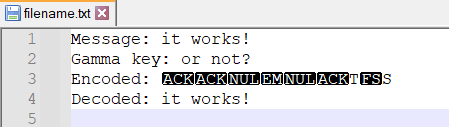 filename.txt
1 Message: it works!
2 Gamma key: or not?
3 Encoded: ACKACKNULEMNULACKTFSS
4 Decoded: it works!
5